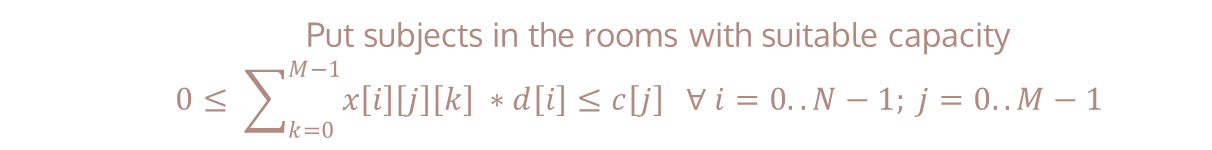 Put subjects in the rooms with suitable capacity
0 ≤ ∑_{k=0}^{M−1} x[i][j][k] * d[i] ≤ c[j] ∀ i = 0..N − 1; j = 0..M − 1